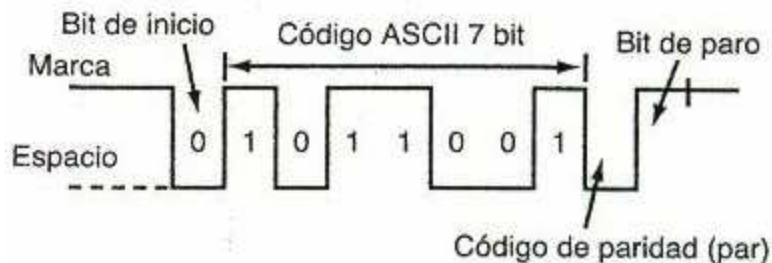 Bit de inicio
Código ASCII 7 bit
Bit de paro
Marca
0 1 0 1 1 0 0 1
Espacio
Código de paridad (par)